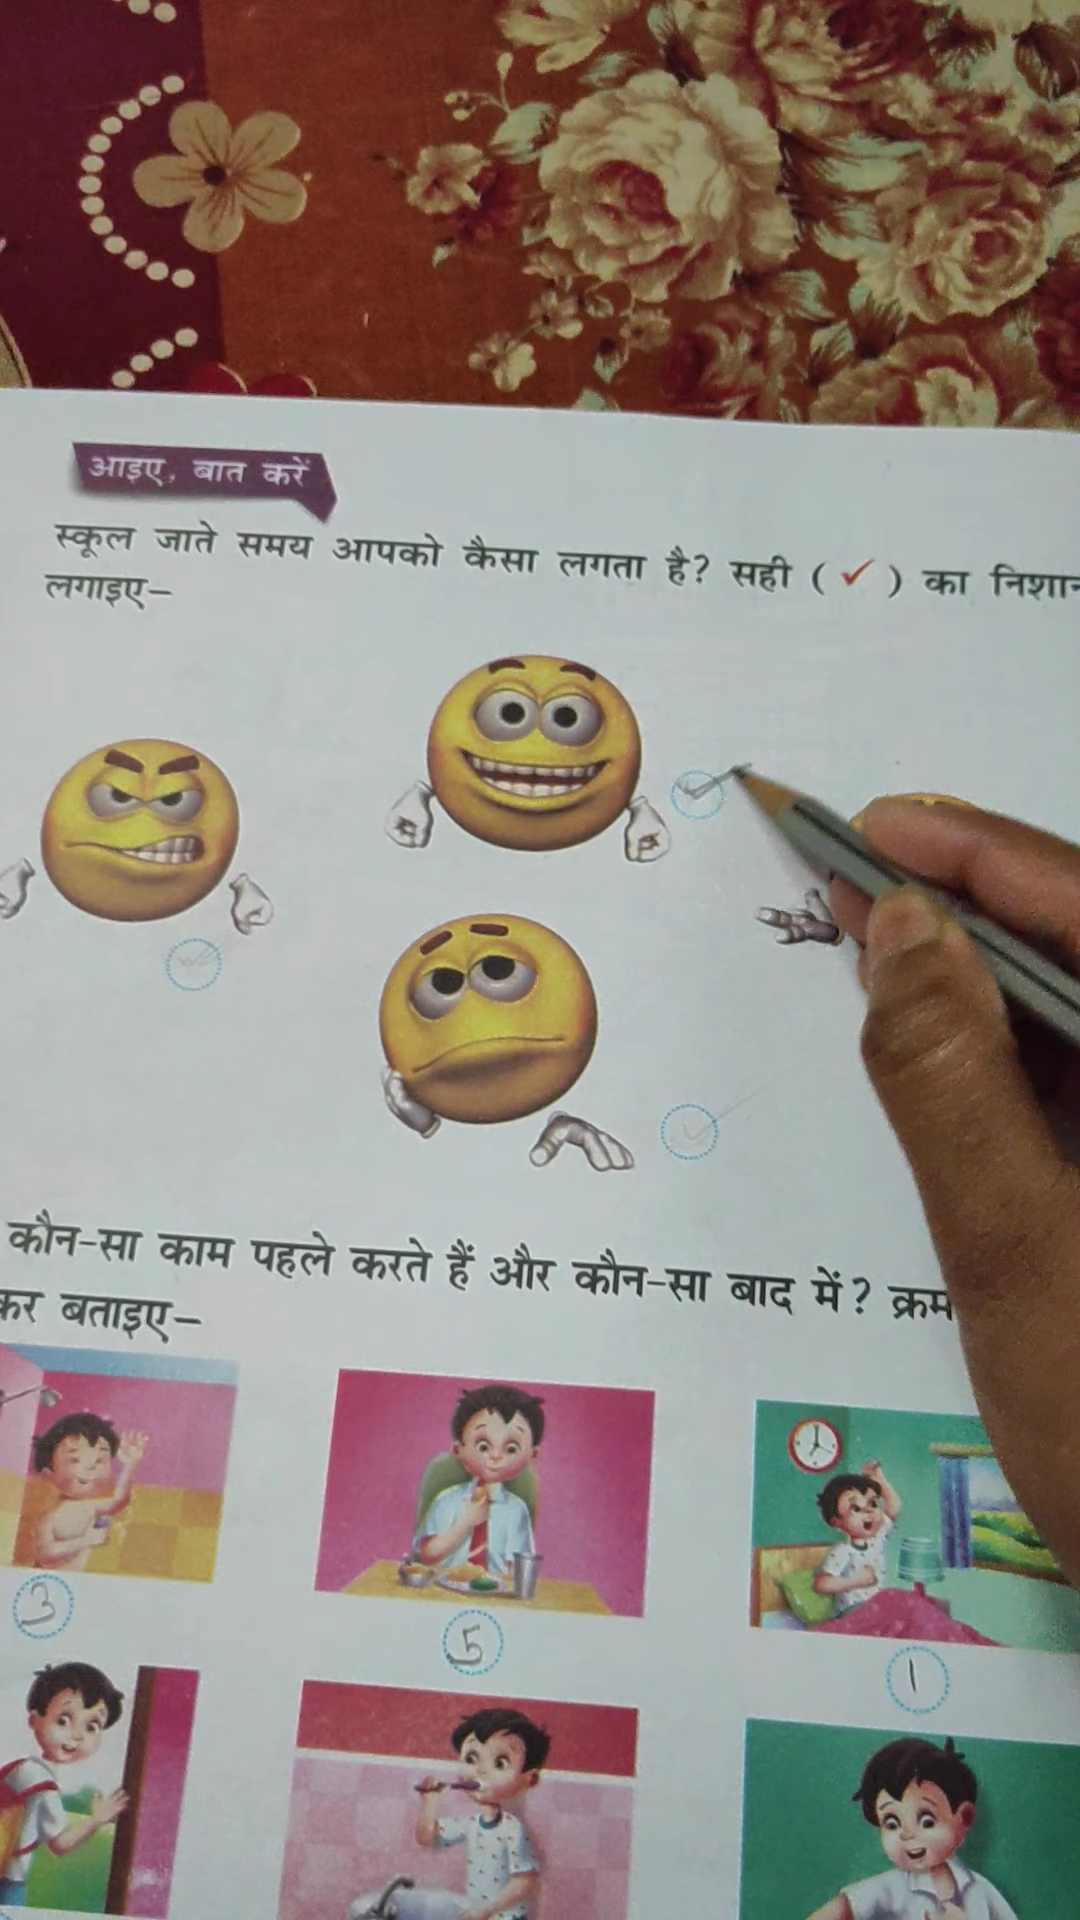 आइए, बात करें
स्कूल जाते समय आपको कैसा लगता है? सही ( ✓ ) का निशान
लगाइए–
कौन-सा काम पहले करते हैं और कौन-सा बाद में? क्रम
कर बताइए–
3
5
1